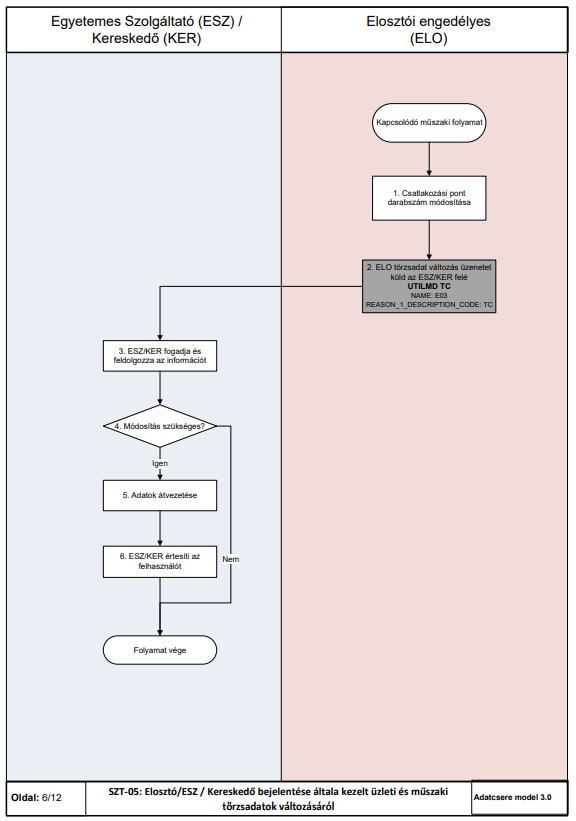 Egyetemes Szolgáltató (ESZ) /
Kereskedő (KER)
Elosztói engedélyes
(ELO)
Kapcsolódó műszaki folyamat
1. Csatlakozási pont
darabszám módosítása
2. ELO törzsadat változás üzenetet
küld az ESZ/KER felé
UTILMD TC
NAME: E03
REASON_1_DESCRIPTION_CODE: TC
3. ESZ/KER fogadja és
feldolgozza az információt
4. Módosítás szükséges?
Igen
5. Adatok átvezetése
6. ESZ/KER értesíti az
felhasználót
Nem
Folyamat vége
Oldal: 6/12
SZT-05: Elosztó/ESZ / Kereskedő bejelentése általa kezelt üzleti és műszaki
törzsadatok változásáról
Adatcsere model 3.0